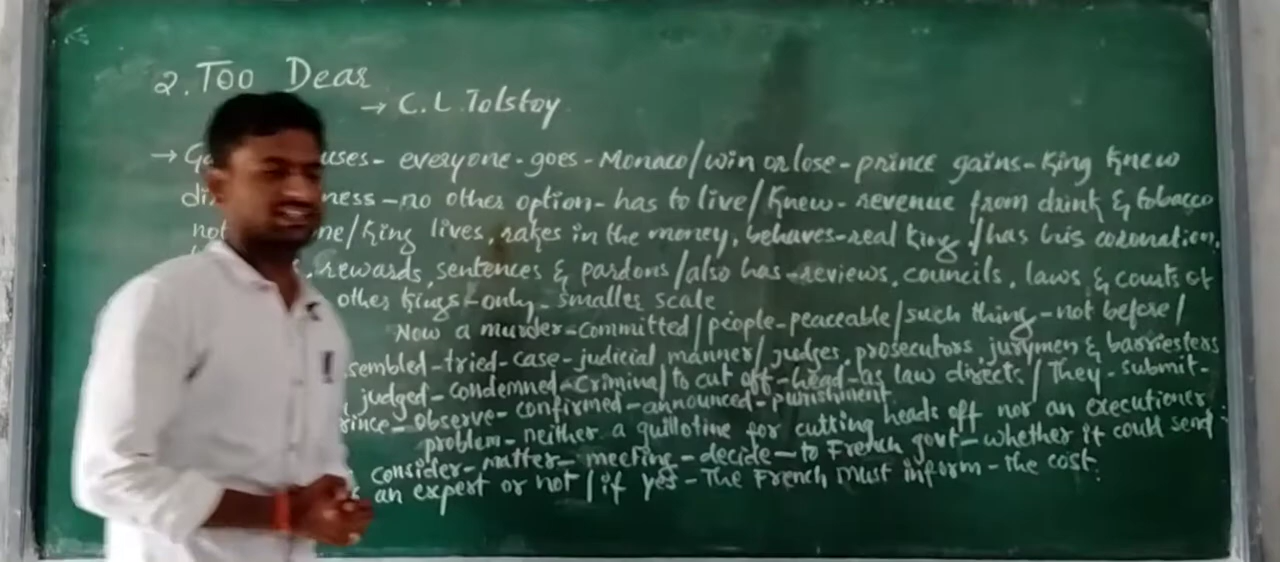 2. Too Dear
→ C.L. Tolstoy
→ uses - everyone - goes - Monaco/win or lose - prince gains - King knew
ness - no other option - has to live/knew - revenue from drink & tobacco
not King lives, rakes in the money, behaves - real king /has his coronation,
rewards, sentences & pardons/also has - reviews, councils, laws, & courts of
other kings - only - smaller scale
Now a murder - committed/people - peaceable/such thing - not before/
sembled - tried - case - judicial manner/judges, prosecutors, jurymen & barristers
judged - condemned - criminal to cut off - head - as law directs/They - submit -
rince - observe - confirmed - announced - punishment.
problem - neither a guillotine for cutting heads off nor an executioner
consider - matter - meeting - decide - to French govt - whether it could send
an expert or not/if yes - The French must inform - the cost.